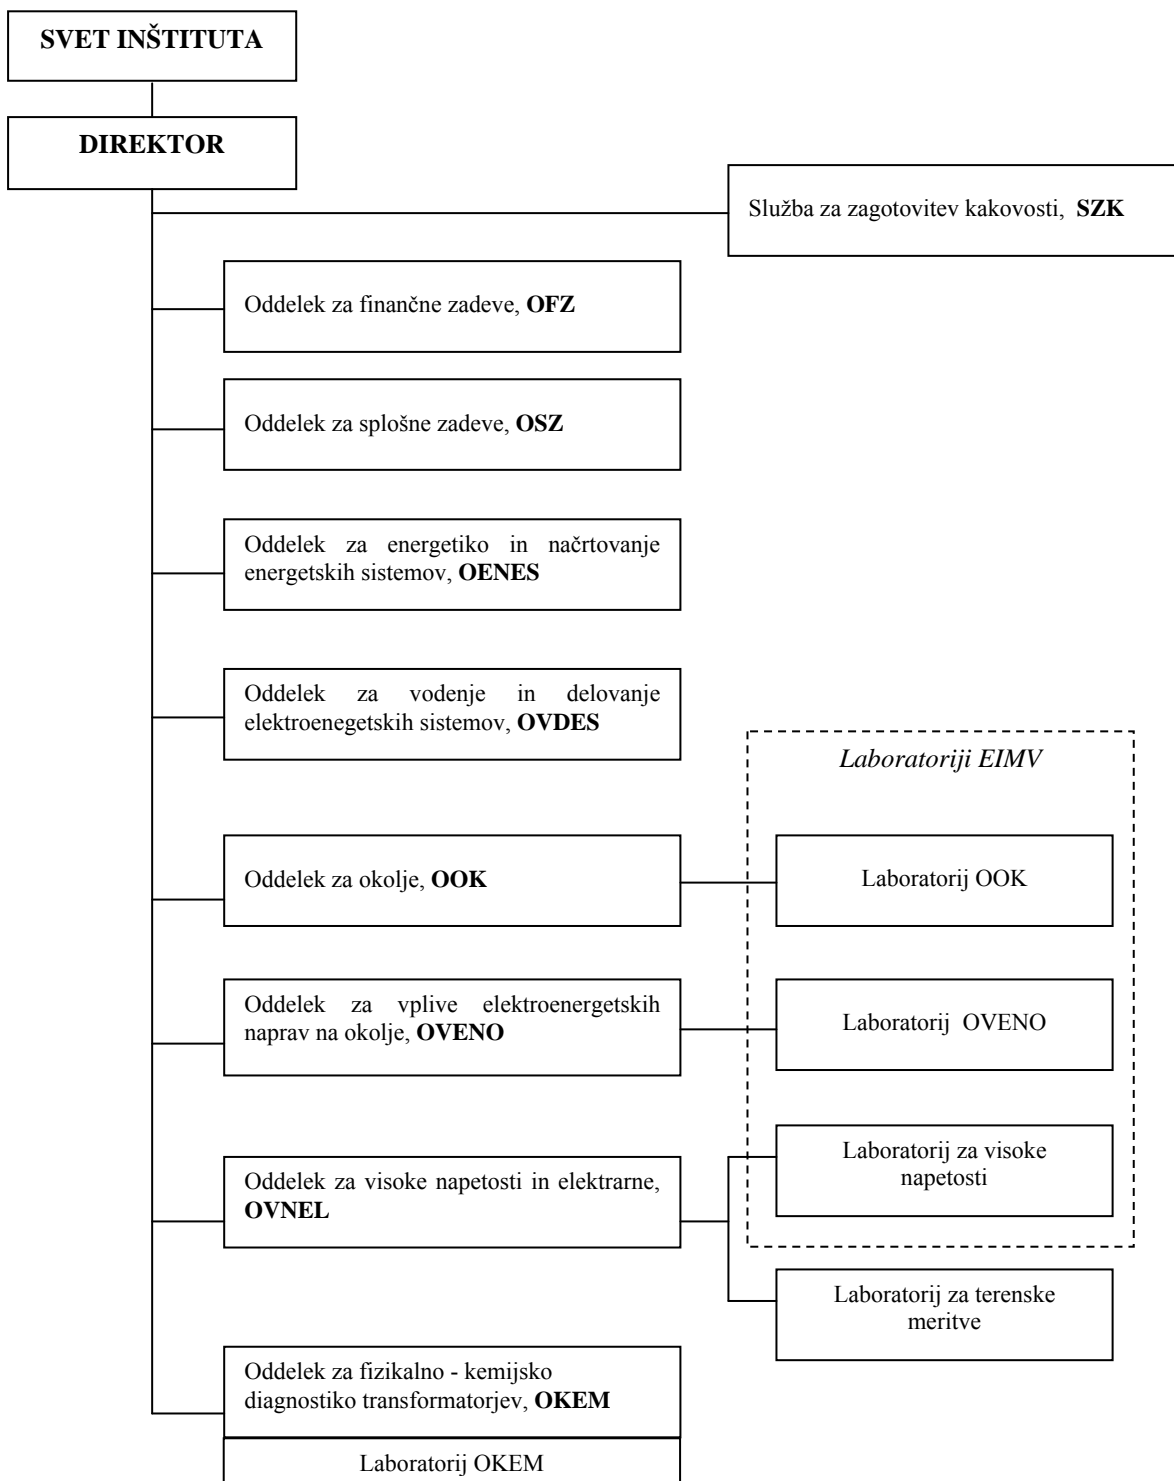 SVET INŠTITUTA
DIREKTOR
Služba za zagotovitev kakovosti, SZK
Oddelek za finančne zadeve, OFZ
Oddelek za splošne zadeve, OSZ
Oddelek za energetiko in načrtovanje
energetskih sistemov, OENES
Oddelek za vodenje in delovanje
elektroenegetskih sistemov, OVDES
Laboratoriji EIMV
Oddelek za okolje, OOK
Laboratorij OOK
Oddelek za vplive elektroenergetskih
naprav na okolje, OVENO
Laboratorij OVENO
Oddelek za visoke napetosti in elektrarne,
OVNEL
Laboratorij za visoke
napetosti
Laboratorij za terenske
meritve
Oddelek za fizikalno - kemijsko
diagnostiko transformatorjev, OKEM
Laboratorij OKEM